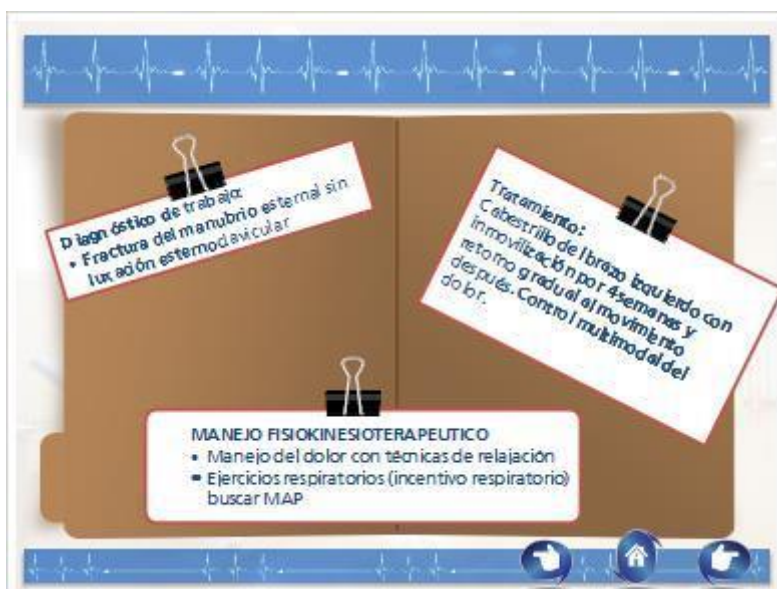 Diagnóstico de trabajo:
• Fractura del manubrio esternal sin
luxación esternoclavicular
Tratamiento:
Cabestrillo del brazo izquierdo con
inmovilización por 4 semanas y
retorno gradual al movimiento
después. Control multimodal del
dolor.
MANEJO FISIOKINESIOTERAPEUTICO
• Manejo del dolor con técnicas de relajación
• Ejercicios respiratorios (incentivo respiratorio)
buscar MAP